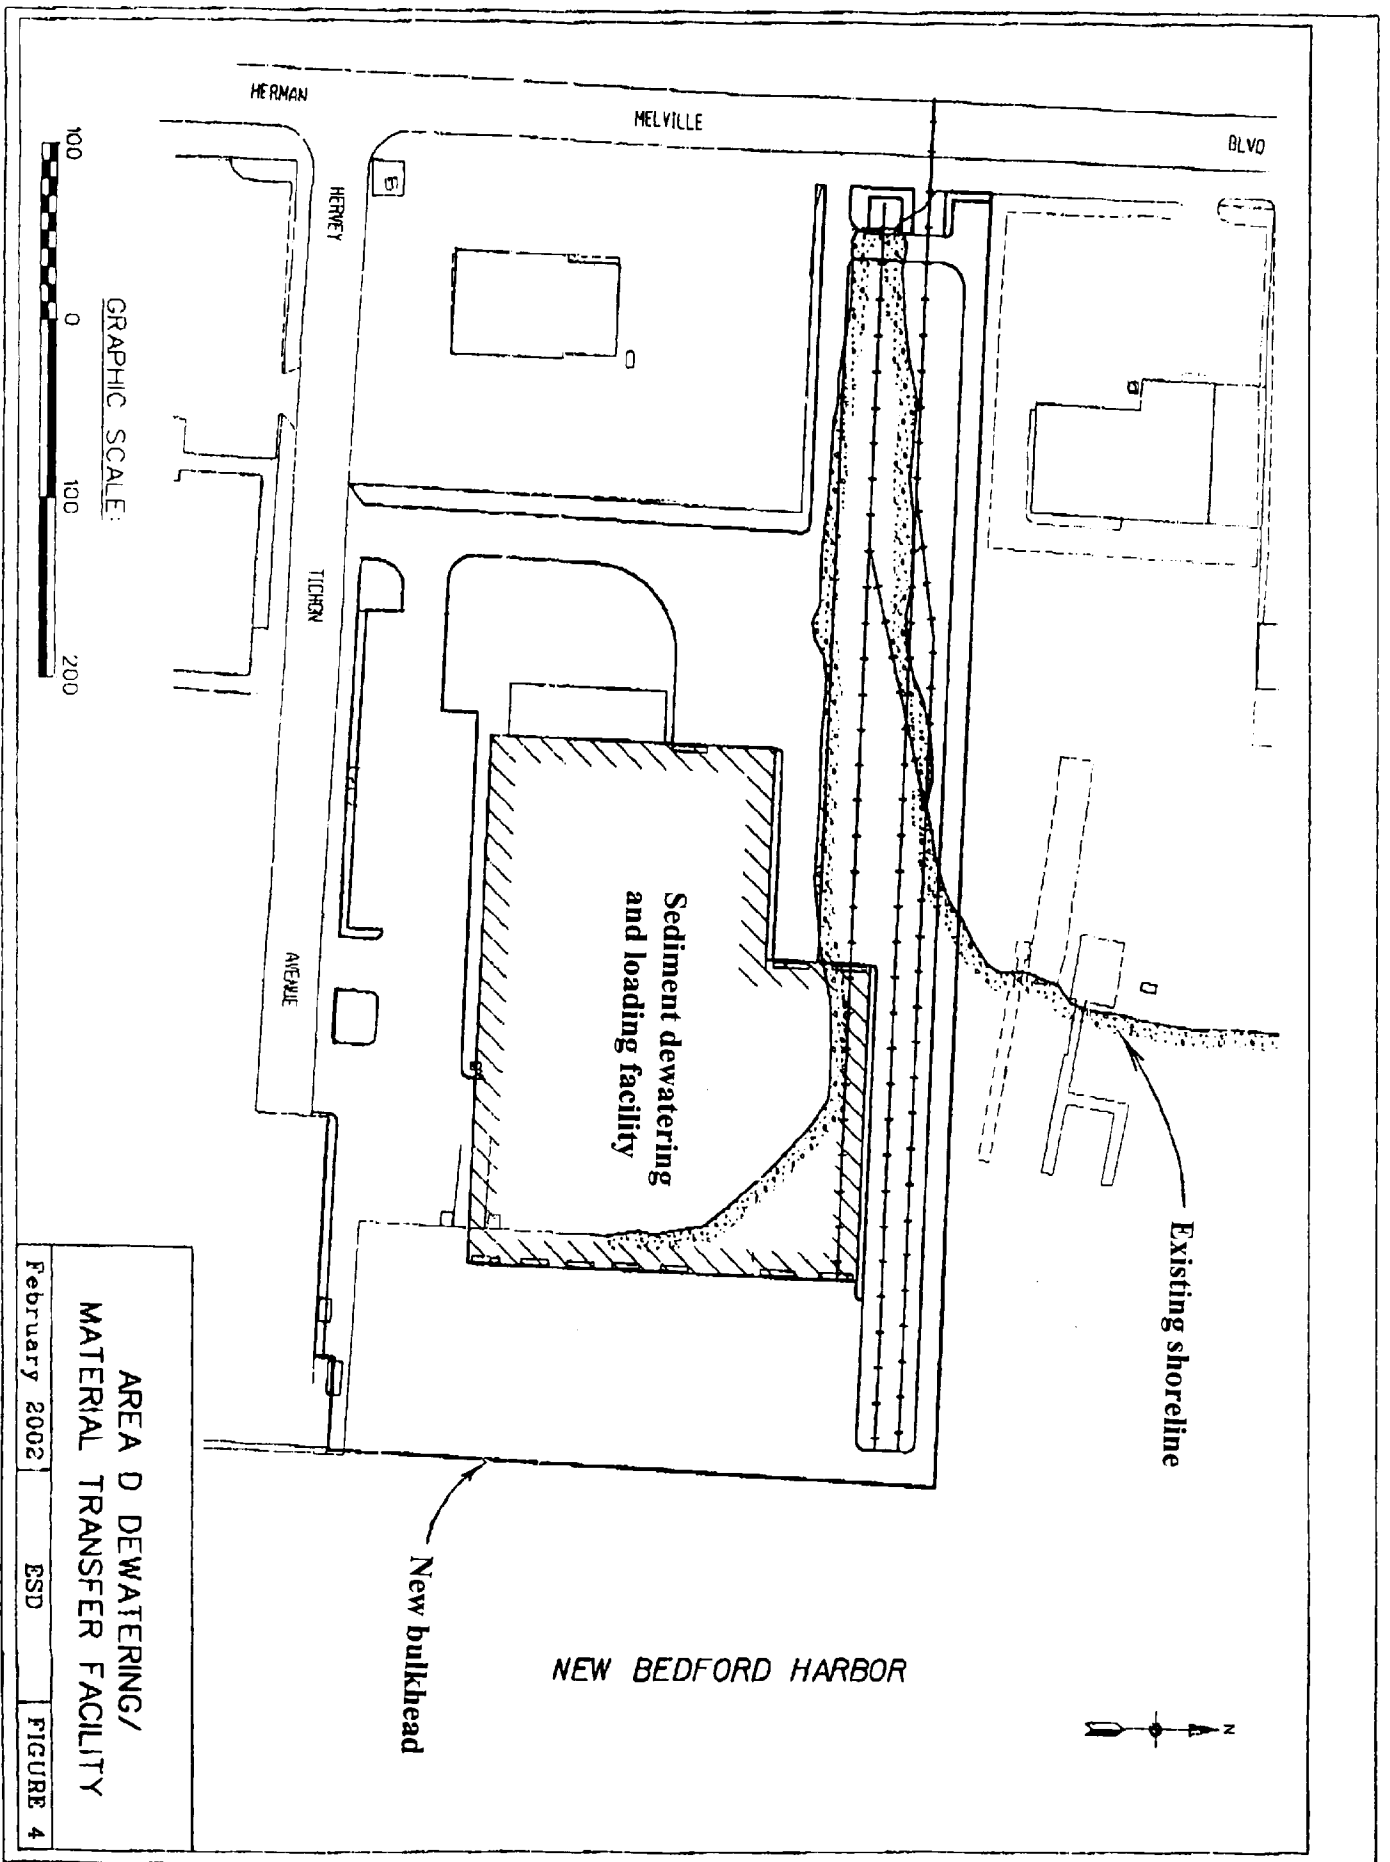 HERMAN
MELVILLE
BLVD
HERVEY
TICHON
AVENUE
100
0
100
200
GRAPHIC SCALE:
Sediment dewatering
and loading facility
Existing shoreline
New bulkhead
NEW BEDFORD HARBOR
N
AREA D DEWATERING/
MATERIAL TRANSFER FACILITY
February 2002
ESD
FIGURE 4